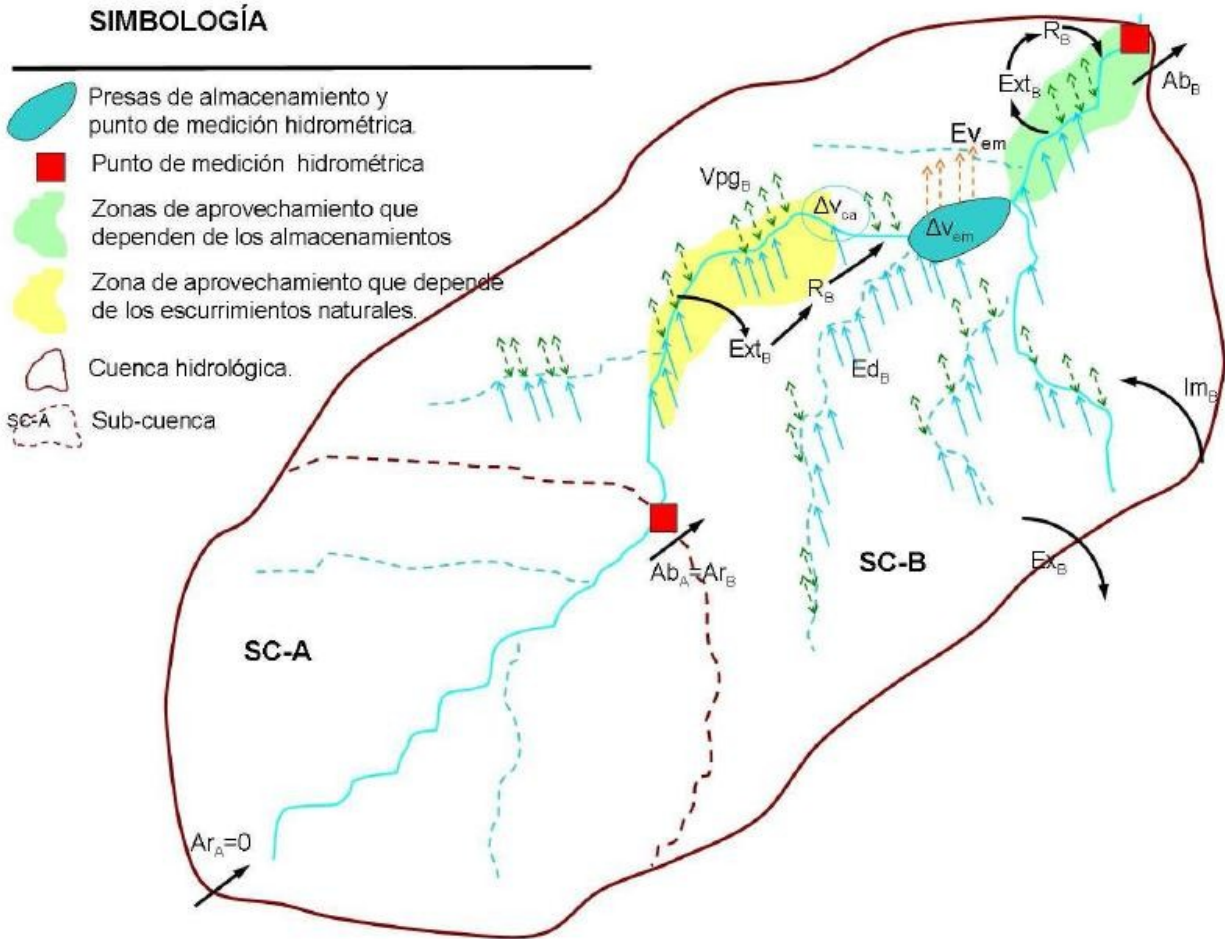 SIMBOLOGÍA
Presas de almacenamiento y
punto de medición hidrométrica.
Punto de medición hidrométrica
Zonas de aprovechamiento que
dependen de los almacenamientos
Zona de aprovechamiento que depende
de los escurrimientos naturales.
Cuenca hidrológica.
SC-A
Sub-cuenca
R_B
Ext_B
Ab_B
Ev_em
Vpg_B
Δv_ca
Δv_em
R_B
Ext_B
Ed_B
Im_B
Ab_A=Ar_B
SC-B
Ex_B
SC-A
Ar_A=0